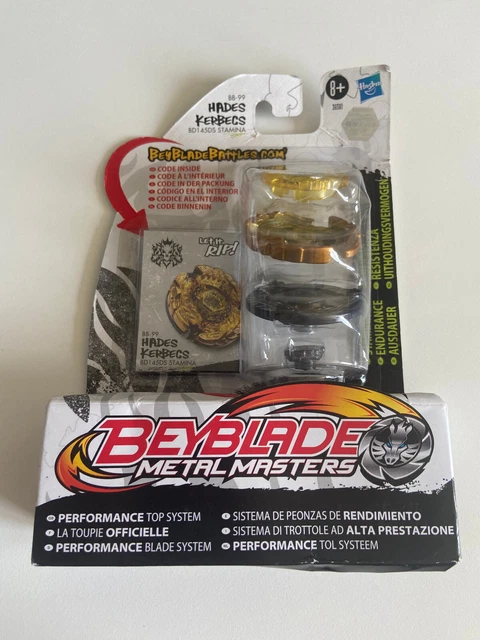 BB-99
HADES
KERBECS
BD145DS STAMINA
8+
Hasbro
BEYBLADEBATTLES.COM
CODE INSIDE
CODE À L'INTÉRIEUR
CODE IN DER PACKUNG
CÓDIGO EN EL INTERIOR
CODICE ALL'INTERNO
CODE BINNENIN
LET IT
RIP!
BB-99
HADES
KERBECS
BD145DS STAMINA
RESISTENZA
UITHOUDINGSVERMOGEN
ENDURANCE
AUSDAUER
BEYBLADE
METAL MASTERS
PERFORMANCE TOP SYSTEM
LA TOUPIE OFFICIELLE
PERFORMANCE BLADE SYSTEM
SISTEMA DE PEONZAS DE RENDIMIENTO
SISTEMA DI TROTTOLE AD ALTA PRESTAZIONE
PERFORMANCE TOL SYSTEEM